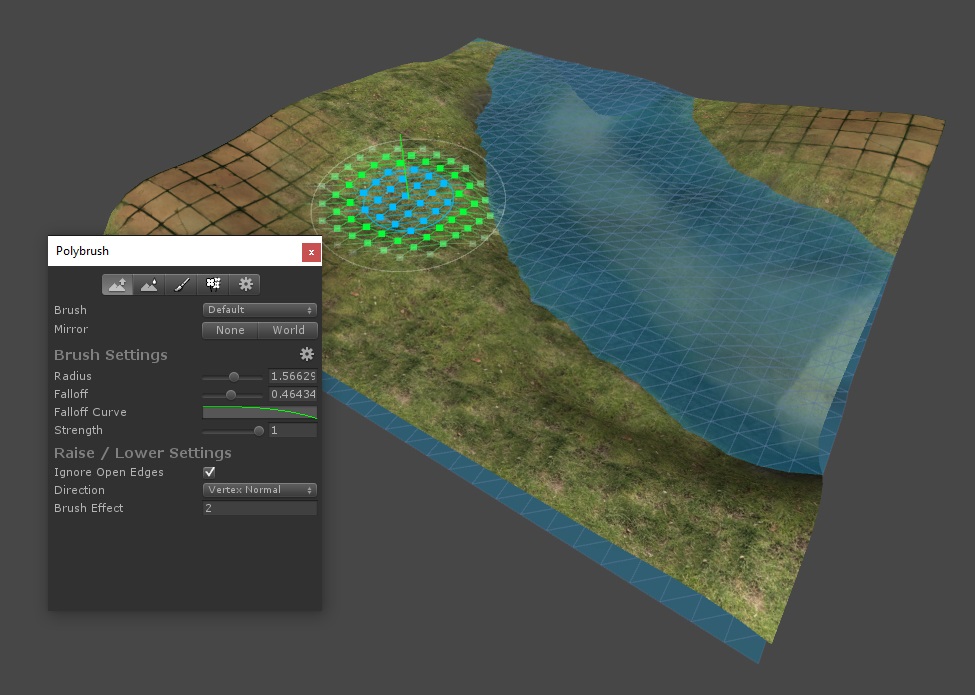 Polybrush
x
Brush Default
Mirror None World
Brush Settings
Radius 1.56629
Falloff 0.46434
Falloff Curve
Strength 1
Raise / Lower Settings
Ignore Open Edges
Direction Vertex Normal
Brush Effect 2